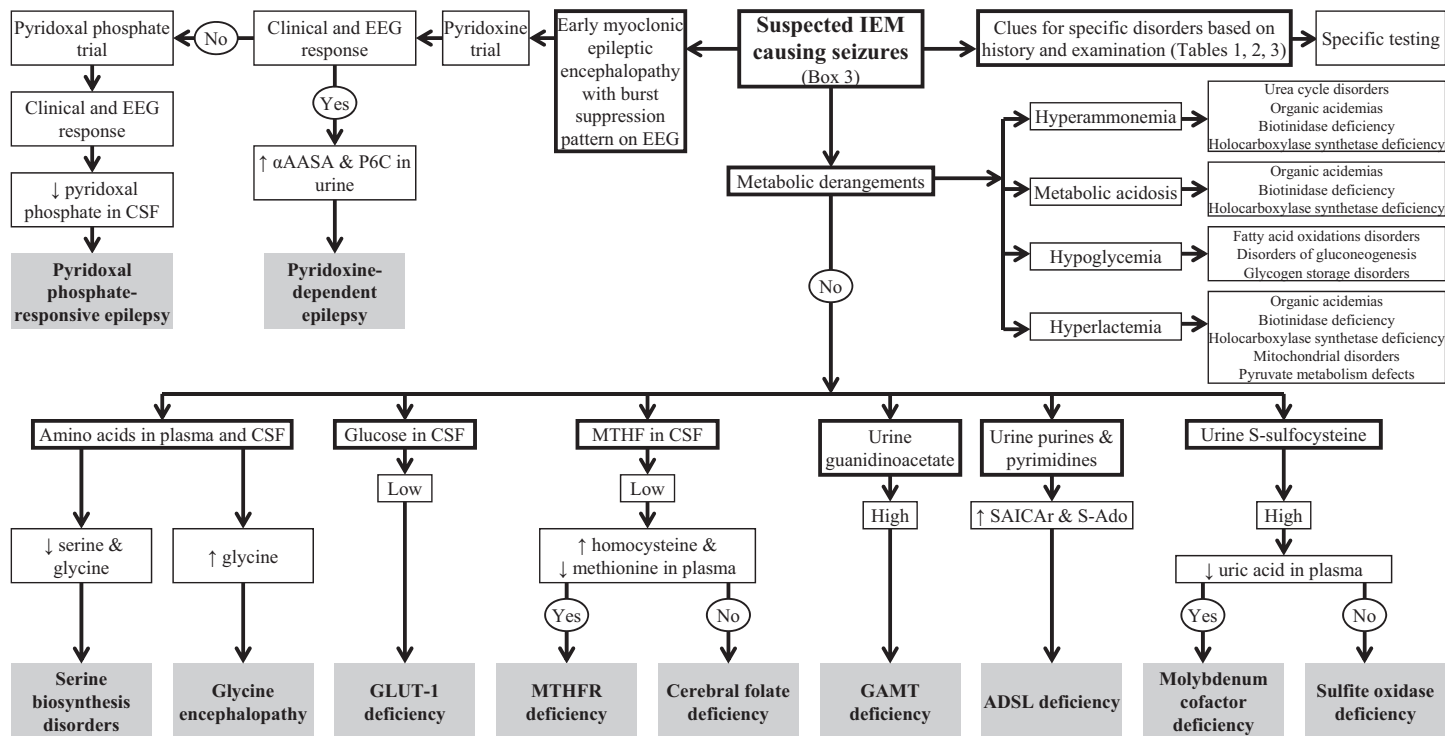 Pyridoxal phosphate
trial
No
Clinical and EEG
response
Pyridoxine
trial
Early myoclonic
epileptic
encephalopathy
with burst
suppression
pattern on EEG
Suspected IEM
causing seizures
(Box 3)
Clues for specific disorders based on
history and examination (Tables 1, 2, 3)
Specific testing
Clinical and EEG
response
Yes
↓ pyridoxal
phosphate in CSF
↑ αAASA & P6C in
urine
Pyridoxal
phosphate-
responsive epilepsy
Pyridoxine-
dependent
epilepsy
Metabolic derangements
Hyperammonemia
Urea cycle disorders
Organic acidemias
Biotinidase deficiency
Holocarboxylase synthetase deficiency
Metabolic acidosis
Organic acidemias
Biotinidase deficiency
Holocarboxylase synthetase deficiency
Hypoglycemia
Fatty acid oxidations disorders
Disorders of gluconeogenesis
Glycogen storage disorders
Hyperlactemia
Organic acidemias
Biotinidase deficiency
Holocarboxylase synthetase deficiency
Mitochondrial disorders
Pyruvate metabolism defects
No
Amino acids in plasma and CSF
Glucose in CSF
MTHF in CSF
Urine
guanidinoacetate
Urine purines &
pyrimidines
Urine S-sulfocysteine
Low
Low
High
↑ SAICAr & S-Ado
High
↓ serine &
glycine
↑ glycine
↑ homocysteine &
↓ methionine in plasma
↓ uric acid in plasma
Yes
No
Yes
No
Serine
biosynthesis
disorders
Glycine
encephalopathy
GLUT-1
deficiency
MTHFR
deficiency
Cerebral folate
deficiency
GAMT
deficiency
ADSL deficiency
Molybdenum
cofactor
deficiency
Sulfite oxidase
deficiency